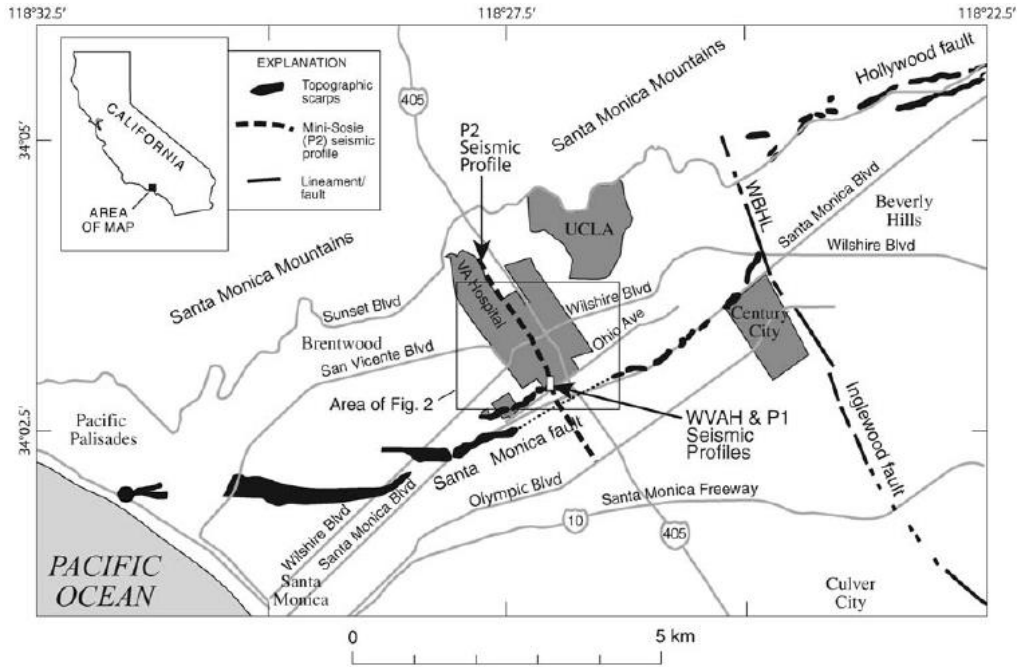 118°32.5'
118°27.5'
118°22.5'
34°05'
34°02.5'
CALIFORNIA
AREA
OF MAP
EXPLANATION
Topographic
scarps
Mini-Sosie
(P2) seismic
profile
Lineament/
fault
405
P2
Seismic
Profile
Santa Monica Mountains
Hollywood fault
Santa Monica Mountains
UCLA
WBHL
Santa Monica Blvd
Beverly
Hills
Wilshire Blvd
VA Hospital
Sunset Blvd
Wilshire Blvd
Ohio Ave
Century
City
Brentwood
San Vicente Blvd
Area of Fig. 2
Pacific
Palisades
WVAH & P1
Seismic
Profiles
Inglewood fault
Santa Monica fault
Olympic Blvd
Santa Monica Freeway
Wilshire Blvd
Santa Monica Blvd
10
405
PACIFIC
OCEAN
Santa
Monica
Culver
City
0
5 km